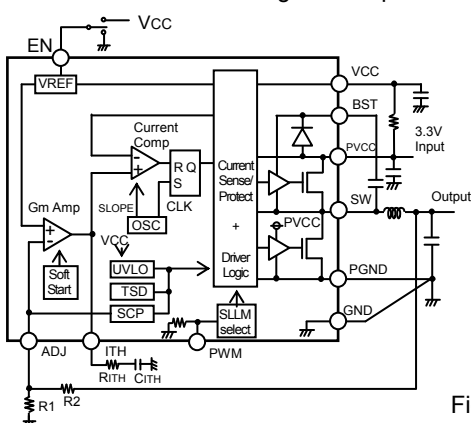 VCC
EN
VREF
VCC
BST
3.3V
Input
PVCC
SW
Output
PGND
GND
Current
Comp
-
+
R Q
S
CLK
SLOPE
OSC
Current
Sense/
Protect
+
Driver
Logic
PVCC
Gm Amp
+
-
VCC
Soft
Start
UVLO
TSD
SCP
SLLM
select
ADJ
ITH
PWM
RITH
CITH
R1
R2